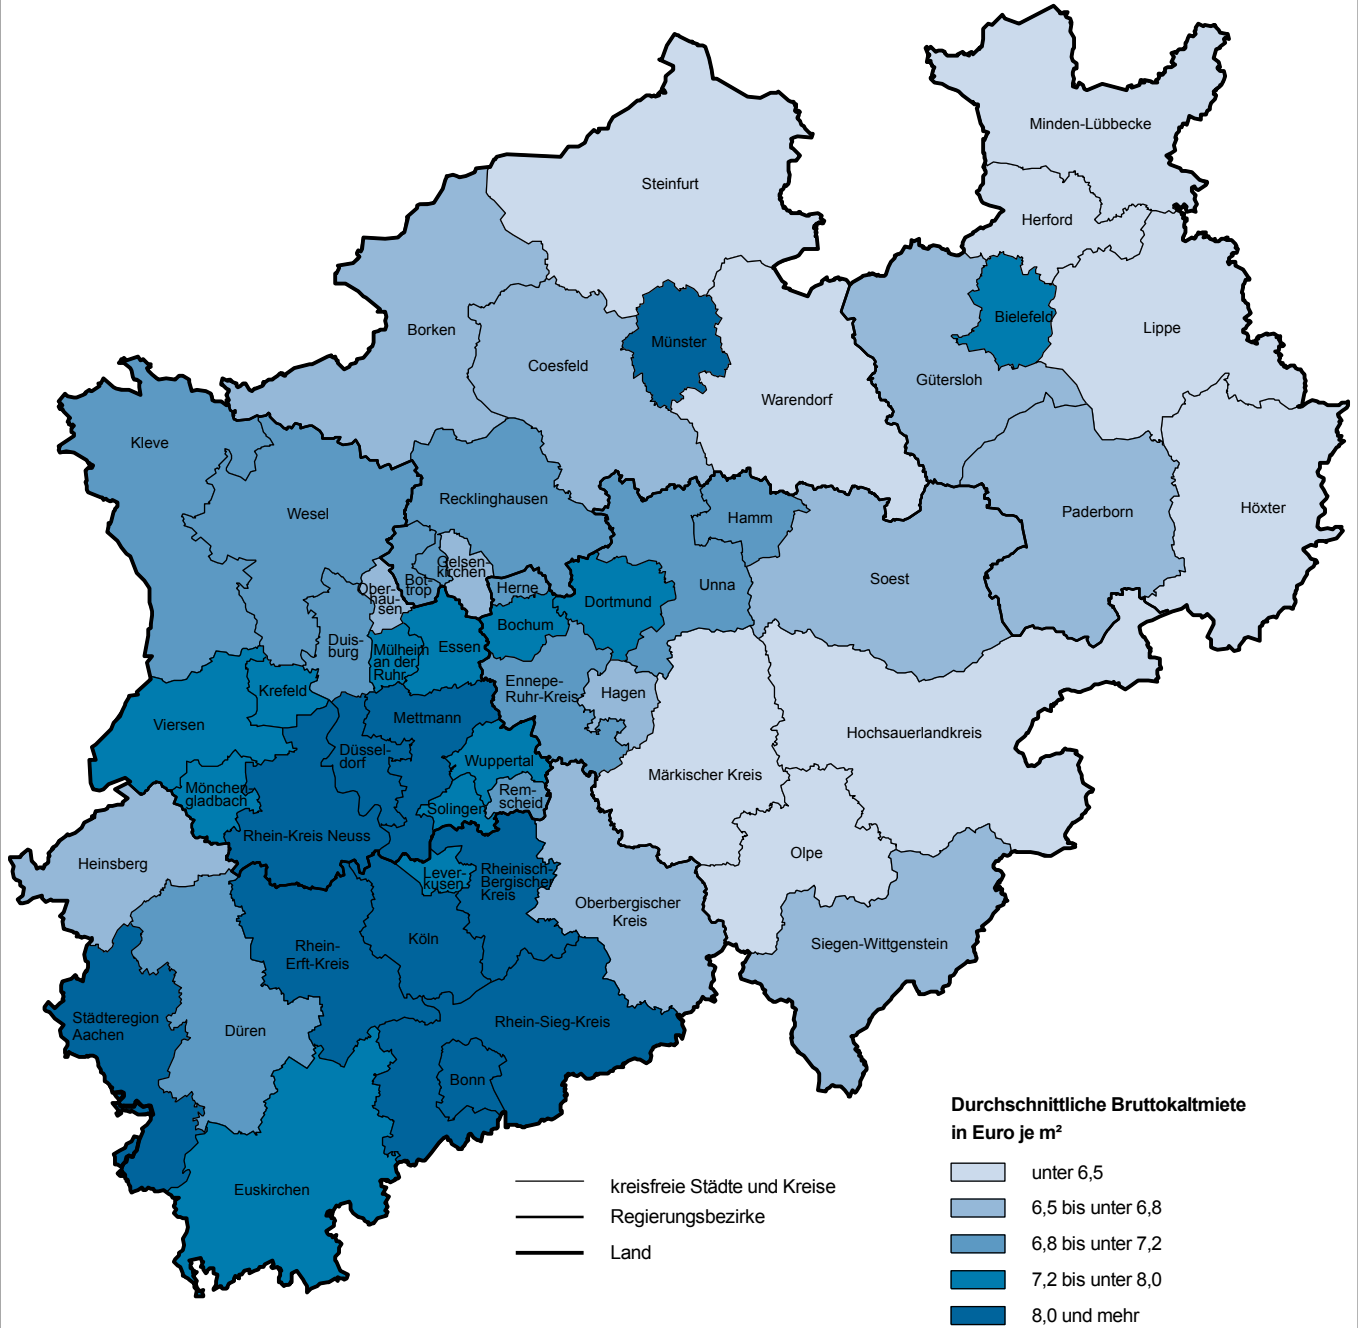 Minden-Lübbecke
Steinfurt
Herford
Borken
Münster
Bielefeld
Lippe
Coesfeld
Gütersloh
Warendorf
Kleve
Recklinghausen
Wesel
Hamm
Paderborn
Höxter
Gelsen-
kirchen
Bot-
trop
Ober-
hau-
sen
Herne
Dortmund
Unna
Soest
Bochum
Duis-
burg
Mülheim
an der
Ruhr
Essen
Krefeld
Ennepe-
Ruhr-Kreis
Hagen
Viersen
Mettmann
Düssel-
dorf
Wuppertal
Hochsauerlandkreis
Märkischer Kreis
Mönchen-
gladbach
Solingen
Rem-
scheid
Rhein-Kreis Neuss
Heinsberg
Lever-
kusen
Rheinisch-
Bergischer
Kreis
Olpe
Oberbergischer
Kreis
Köln
Rhein-
Erft-Kreis
Siegen-Wittgenstein
Städteregion
Aachen
Düren
Rhein-Sieg-Kreis
Bonn
Euskirchen
kreisfreie Städte und Kreise
Regierungsbezirke
Land
Durchschnittliche Bruttokaltmiete
in Euro je m²
unter 6,5
6,5 bis unter 6,8
6,8 bis unter 7,2
7,2 bis unter 8,0
8,0 und mehr